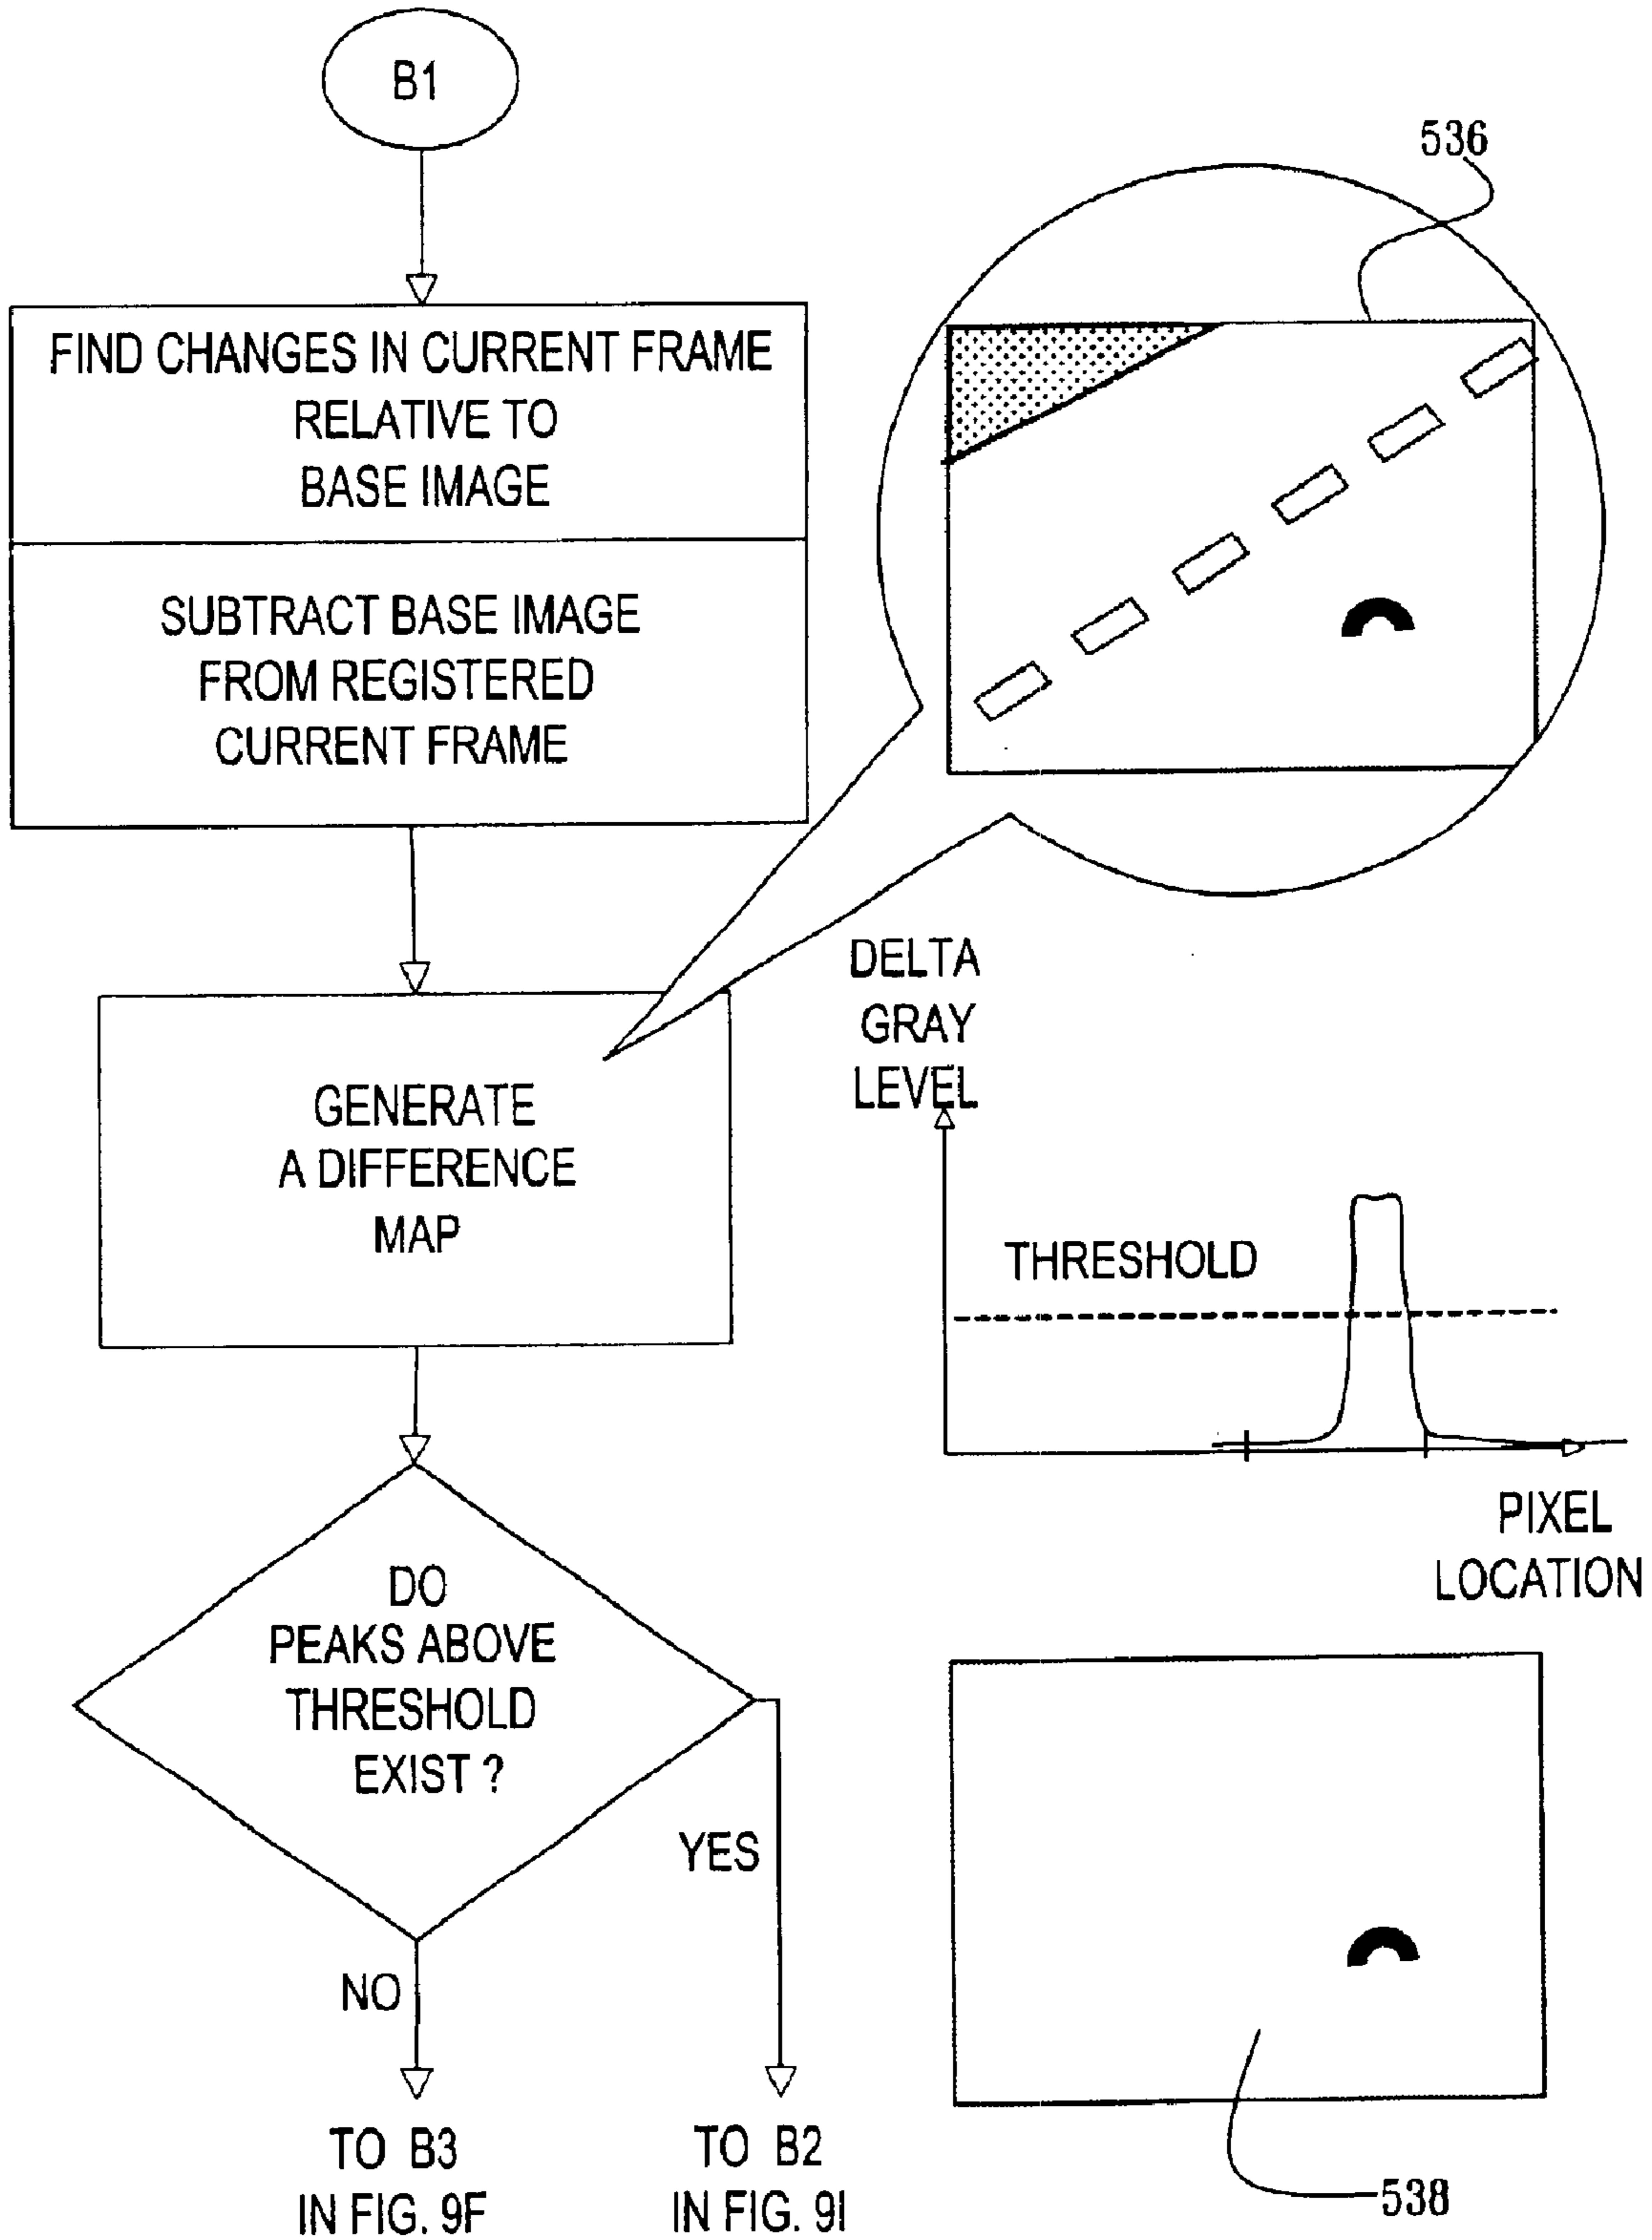 B1
FIND CHANGES IN CURRENT FRAME
RELATIVE TO
BASE IMAGE
SUBTRACT BASE IMAGE
FROM REGISTERED
CURRENT FRAME
536
GENERATE
A DIFFERENCE
MAP
DELTA
GRAY
LEVEL
THRESHOLD
PIXEL
LOCATION
DO
PEAKS ABOVE
THRESHOLD
EXIST ?
YES
NO
TO B3
IN FIG. 9F
TO B2
IN FIG. 9I
538